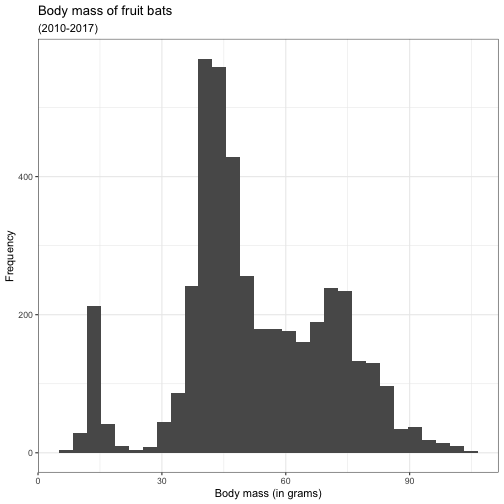 Body mass of fruit bats
(2010-2017)
Frequency
400
200
0
0 30 60 90
Body mass (in grams)